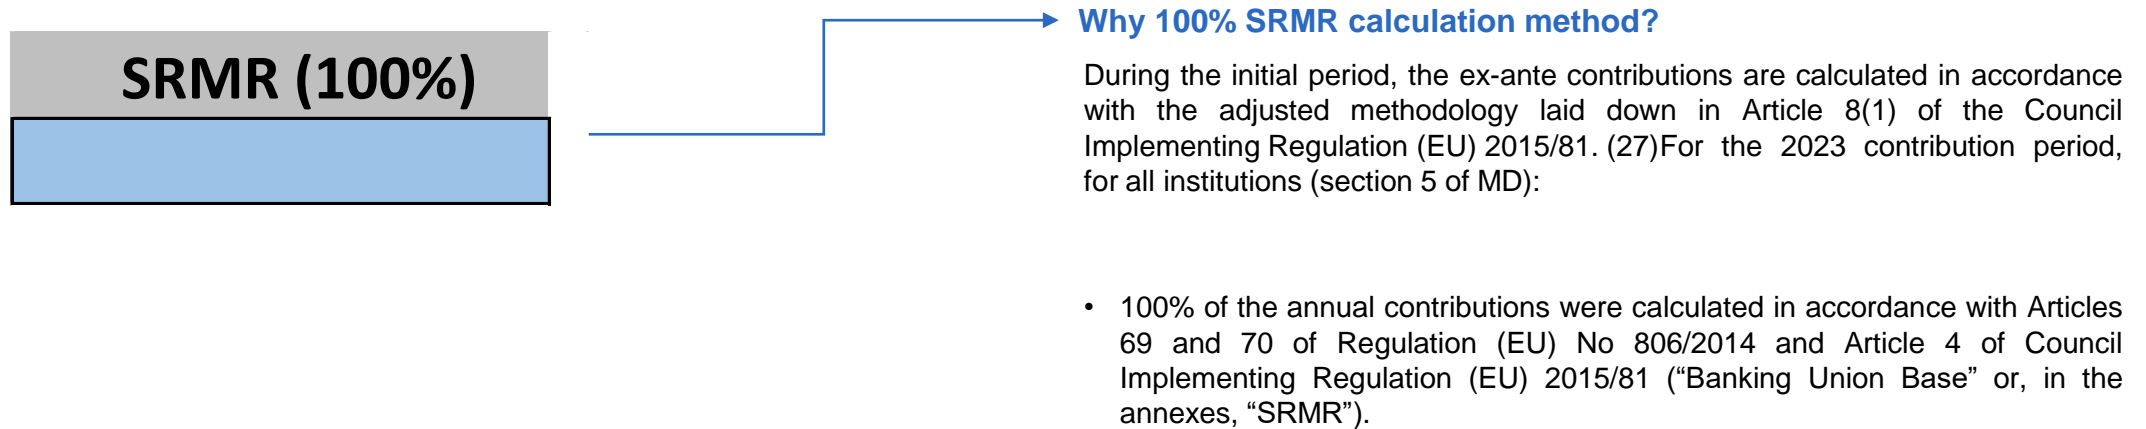 SRMR (100%)
Why 100% SRMR calculation method?
During the initial period, the ex-ante contributions are calculated in accordance
with the adjusted methodology laid down in Article 8(1) of the Council
Implementing Regulation (EU) 2015/81. (27)For the 2023 contribution period,
for all institutions (section 5 of MD):
• 100% of the annual contributions were calculated in accordance with Articles
69 and 70 of Regulation (EU) No 806/2014 and Article 4 of Council
Implementing Regulation (EU) 2015/81 (“Banking Union Base” or, in the
annexes, “SRMR”).